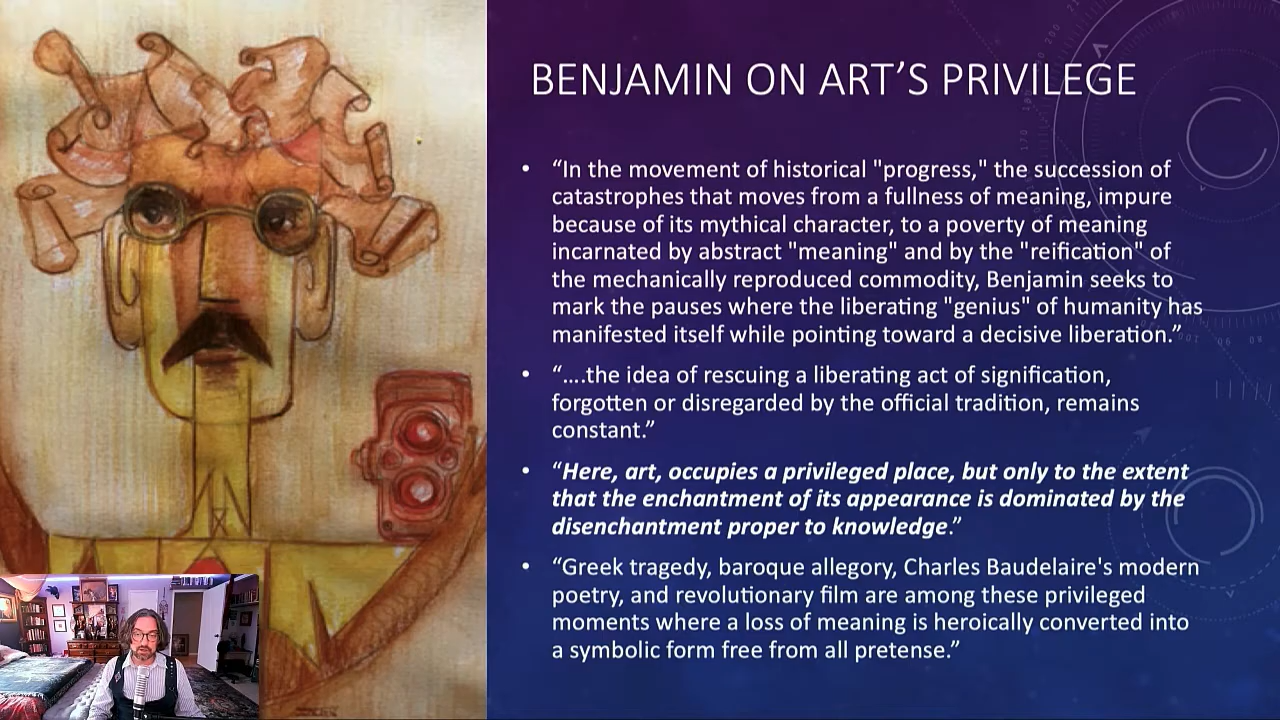 BENJAMIN ON ART’S PRIVILEGE
• “In the movement of historical "progress," the succession of
catastrophes that moves from a fullness of meaning, impure
because of its mythical character, to a poverty of meaning
incarnated by abstract "meaning" and by the "reification" of
the mechanically reproduced commodity, Benjamin seeks to
mark the pauses where the liberating "genius" of humanity has
manifested itself while pointing toward a decisive liberation.”
• “….the idea of rescuing a liberating act of signification,
forgotten or disregarded by the official tradition, remains
constant.”
• “Here, art, occupies a privileged place, but only to the extent
that the enchantment of its appearance is dominated by the
disenchantment proper to knowledge.”
• “Greek tragedy, baroque allegory, Charles Baudelaire's modern
poetry, and revolutionary film are among these privileged
moments where a loss of meaning is heroically converted into
a symbolic form free from all pretense.”